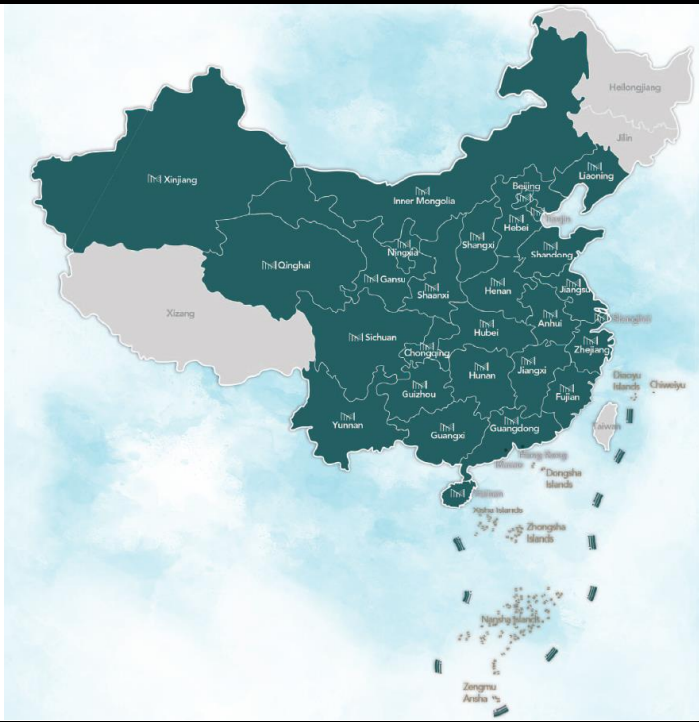 Heilongjiang
Jilin
Liaoning
Xinjiang
Beijing
Inner Mongolia
Tianjin
Hebei
Shangxi
Ningxia
Shandong
Qinghai
Gansu
Shaanxi
Henan
Jiangsu
Xizang
Shanghai
Anhui
Hubei
Sichuan
Zhejiang
Chongqing
Hunan
Jiangxi
Diaoyu
Islands
Chiweiyu
Guizhou
Fujian
Yunnan
Guangxi
Guangdong
Taiwan
Hong Kong
Macao
Dongsha
Islands
Hainan
Xisha Islands
Zhongsha
Islands
Nansha Islands
Zengmu
Ansha